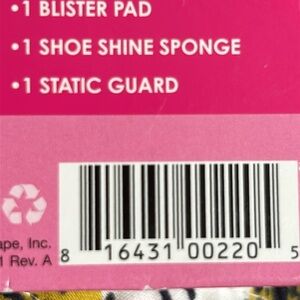 •1 BLISTER PAD
•1 SHOE SHINE SPONGE
•1 STATIC GUARD
ape, Inc.
1 Rev. A
8 16431 00220 5